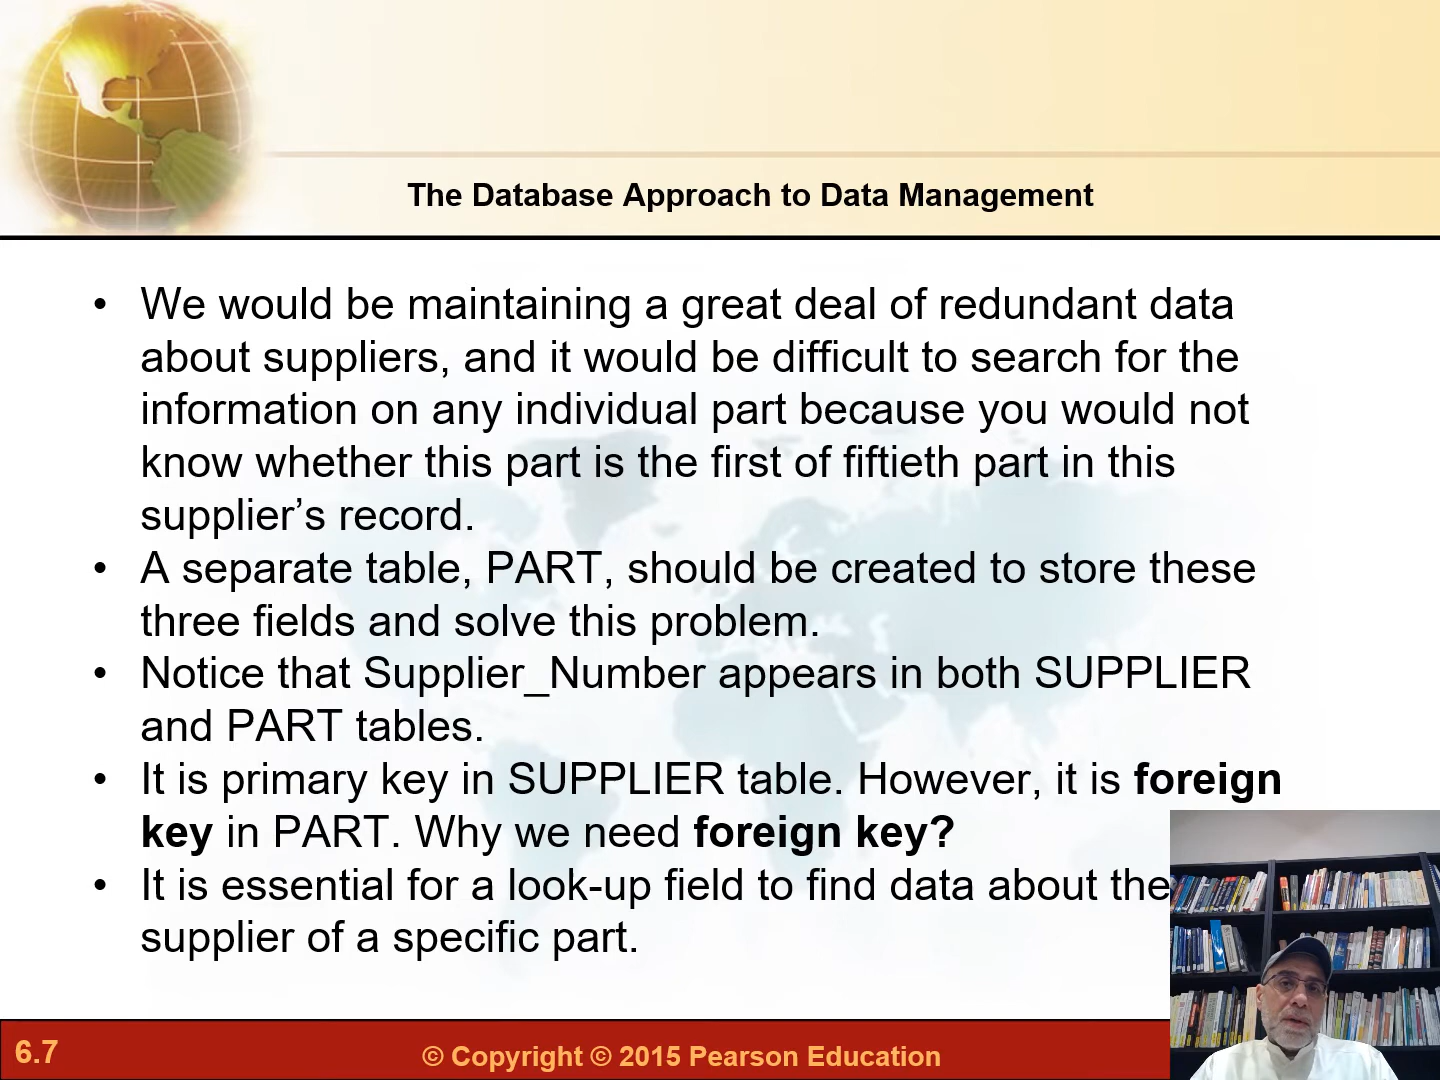 The Database Approach to Data Management
• We would be maintaining a great deal of redundant data
about suppliers, and it would be difficult to search for the
information on any individual part because you would not
know whether this part is the first of fiftieth part in this
supplier’s record.
• A separate table, PART, should be created to store these
three fields and solve this problem.
• Notice that Supplier_Number appears in both SUPPLIER
and PART tables.
• It is primary key in SUPPLIER table. However, it is foreign
key in PART. Why we need foreign key?
• It is essential for a look-up field to find data about the
supplier of a specific part.
6.7
© Copyright © 2015 Pearson Education